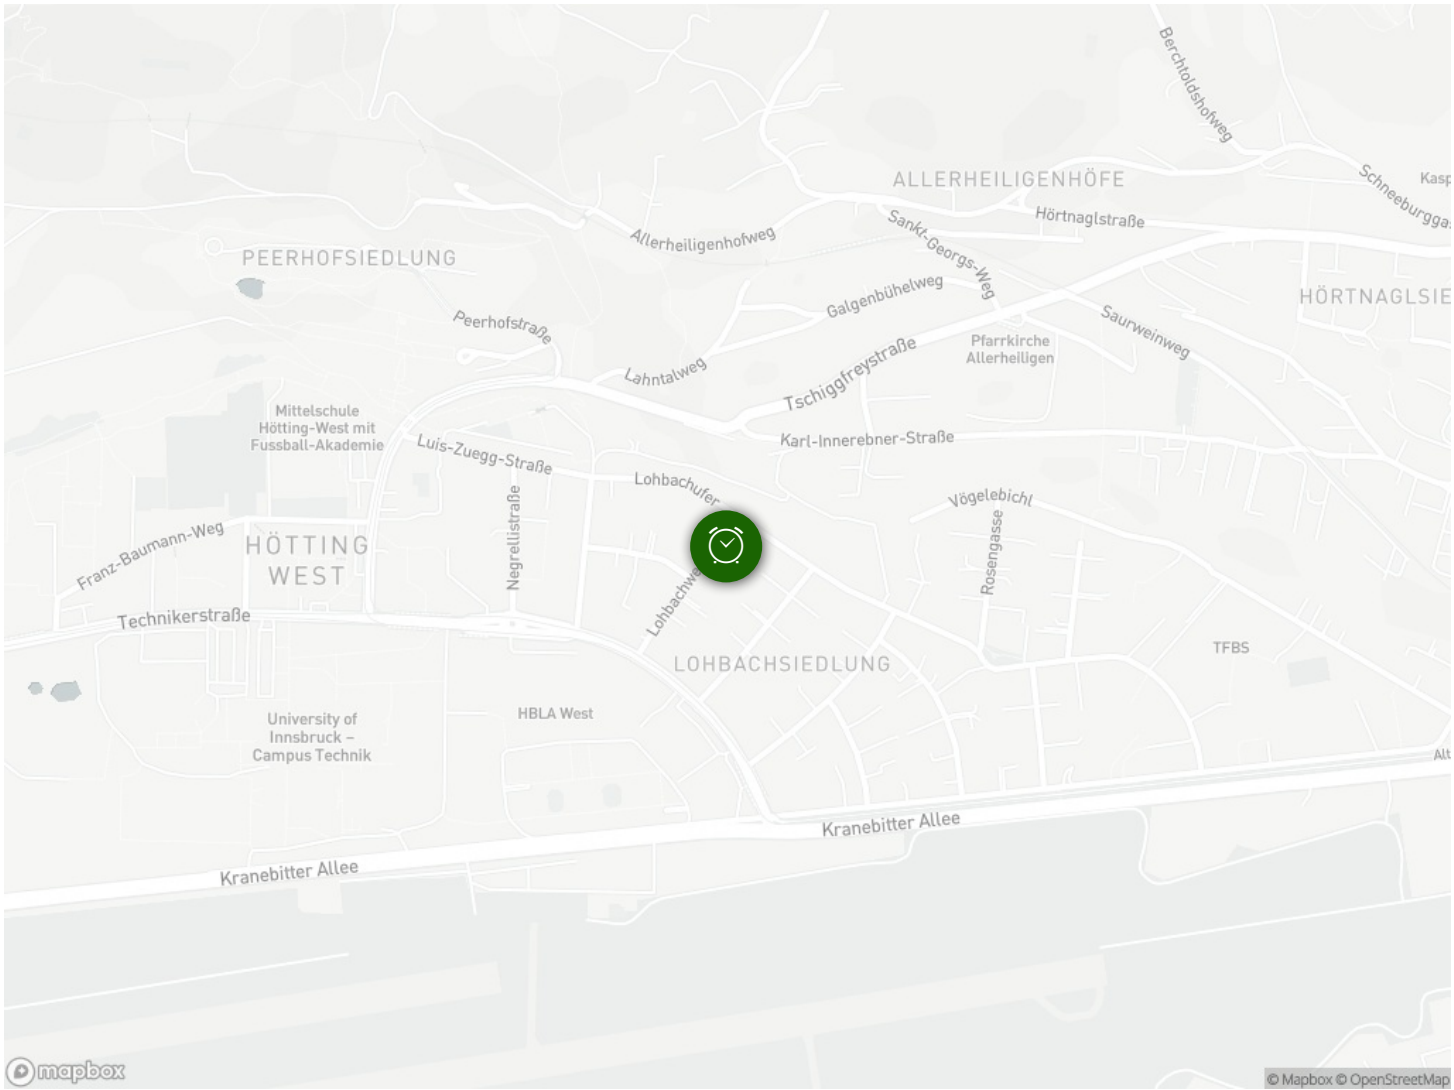 Berchtoldshofweg
ALLERHEILIGENHÖFE
Schneeburggas
Kasp
Hörtnaglstraße
Sankt-Georgs-Weg
Allerheiligenhofweg
PEERHOFSIEDLUNG
Galgenbühelweg
HÖRTNAGLSIE
Peerhofstraße
Saurweinweg
Pfarrkirche
Allerheiligen
Tschiggfreystraße
Lahntalweg
Mittelschule
Hötting-West mit
Fussball-Akademie
Luis-Zuegg-Straße
Karl-Innerebner-Straße
Lohbachufer
Vögelebichl
Negrellistraße
Rosengasse
Franz-Baumann-Weg
HÖTTING
WEST
Lohbachwe
Technikerstraße
LOHBACHSIEDLUNG
TFBS
University of
Innsbruck –
Campus Technik
HBLA West
Alt
Kranebitter Allee
Kranebitter Allee
mapbox
© Mapbox © OpenStreetMap